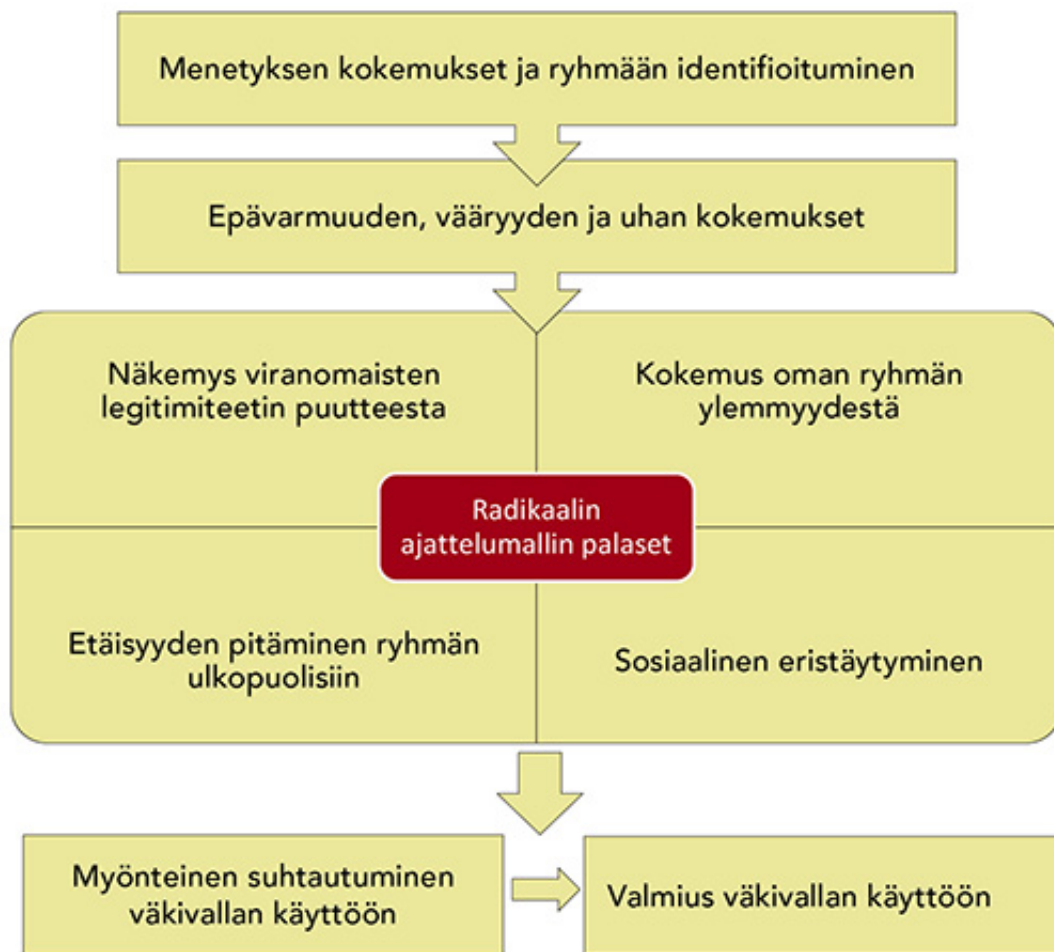 Menetyksen kokemukset ja ryhmään identifioituminen
Epävarmuuden, vääryyden ja uhan kokemukset
Näkemys viranomaisten
legitimiteetin puutteesta
Kokemus oman ryhmän
ylemmyydestä
Radikaalin
ajattelumallin palaset
Etäisyyden pitäminen ryhmän
ulkopuolisiin
Sosiaalinen eristäytyminen
Myönteinen suhtautuminen
väkivallan käyttöön
Valmius väkivallan käyttöön